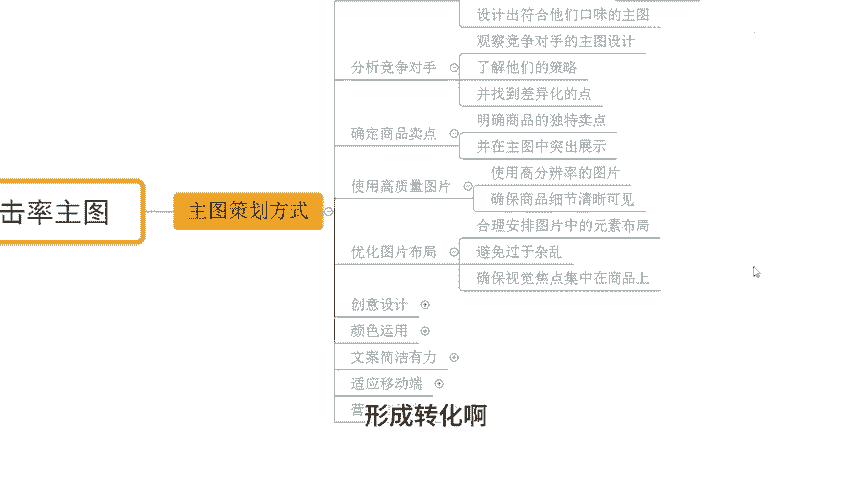 设计出符合他们口味的主图
观察竞争对手的主图设计
分析竞争对手
了解他们的策略
并找到差异化的点
明确商品的独特卖点
确定商品卖点
并在主图中突出展示
使用高分辨率的图片
使用高质量图片
确保商品细节清晰可见
击率主图
主图策划方式
合理安排图片中的元素布局
优化图片布局
避免过于杂乱
确保视觉焦点集中在商品上
创意设计
颜色运用
文案简洁有力
适应移动端
营
形成转化啊